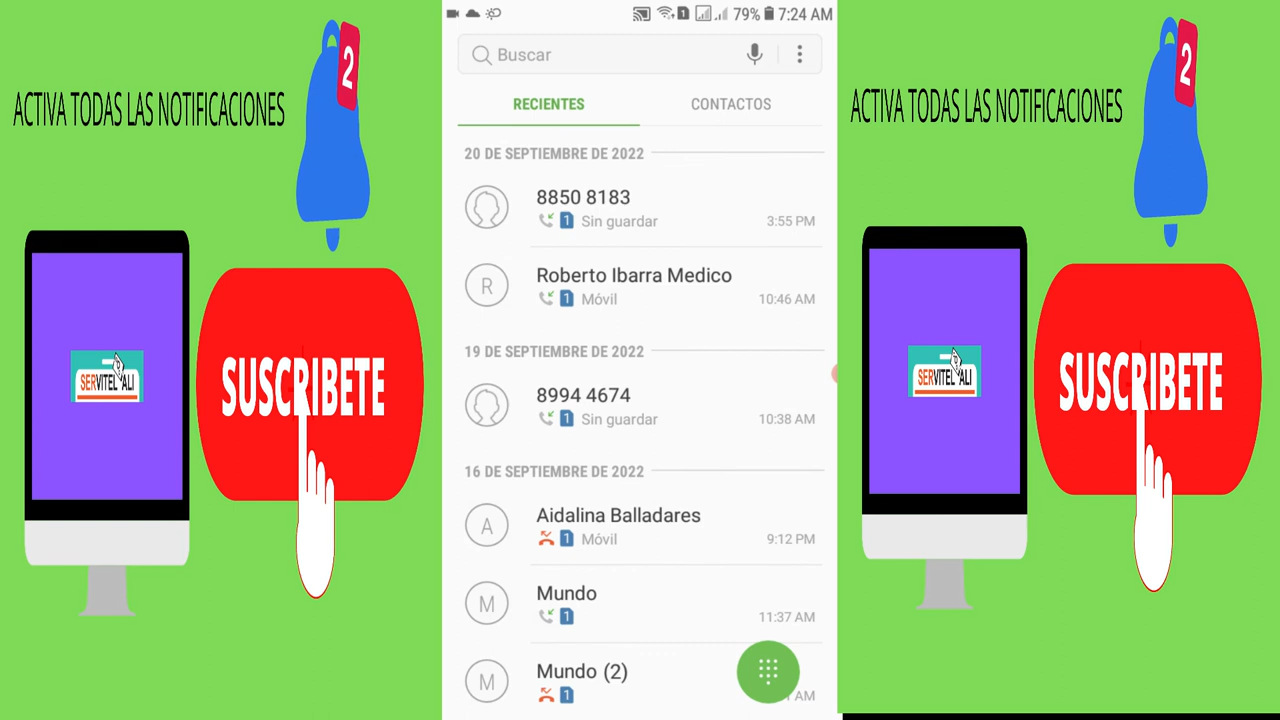 ACTIVA TODAS LAS NOTIFICACIONES
2
SERVITEL ALI
SUSCRIBETE
79% 7:24 AM
Buscar
RECIENTES
CONTACTOS
20 DE SEPTIEMBRE DE 2022
8850 8183
1 Sin guardar 3:55 PM
R
Roberto Ibarra Medico
1 Móvil 10:46 AM
19 DE SEPTIEMBRE DE 2022
8994 4674
1 Sin guardar 10:38 AM
16 DE SEPTIEMBRE DE 2022
A
Aidalina Balladares
1 Móvil 9:12 PM
M
Mundo
1 11:37 AM
M
Mundo (2)
1 AM
ACTIVA TODAS LAS NOTIFICACIONES
2
SERVITEL ALI
SUSCRIBETE